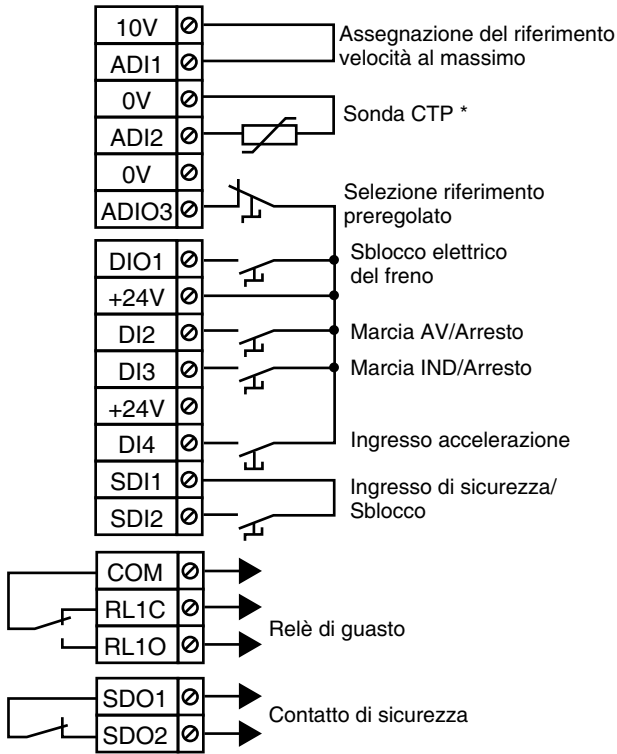 10V
ADI1
Assegnazione del riferimento
velocità al massimo
0V
ADI2
Sonda CTP *
0V
ADIO3
Selezione riferimento
preregolato
DIO1
Sblocco elettrico
del freno
+24V
DI2
Marcia AV/Arresto
DI3
Marcia IND/Arresto
+24V
DI4
Ingresso accelerazione
SDI1
SDI2
Ingresso di sicurezza/
Sblocco
COM
RL1C
RL1O
Relè di guasto
SDO1
SDO2
Contatto di sicurezza